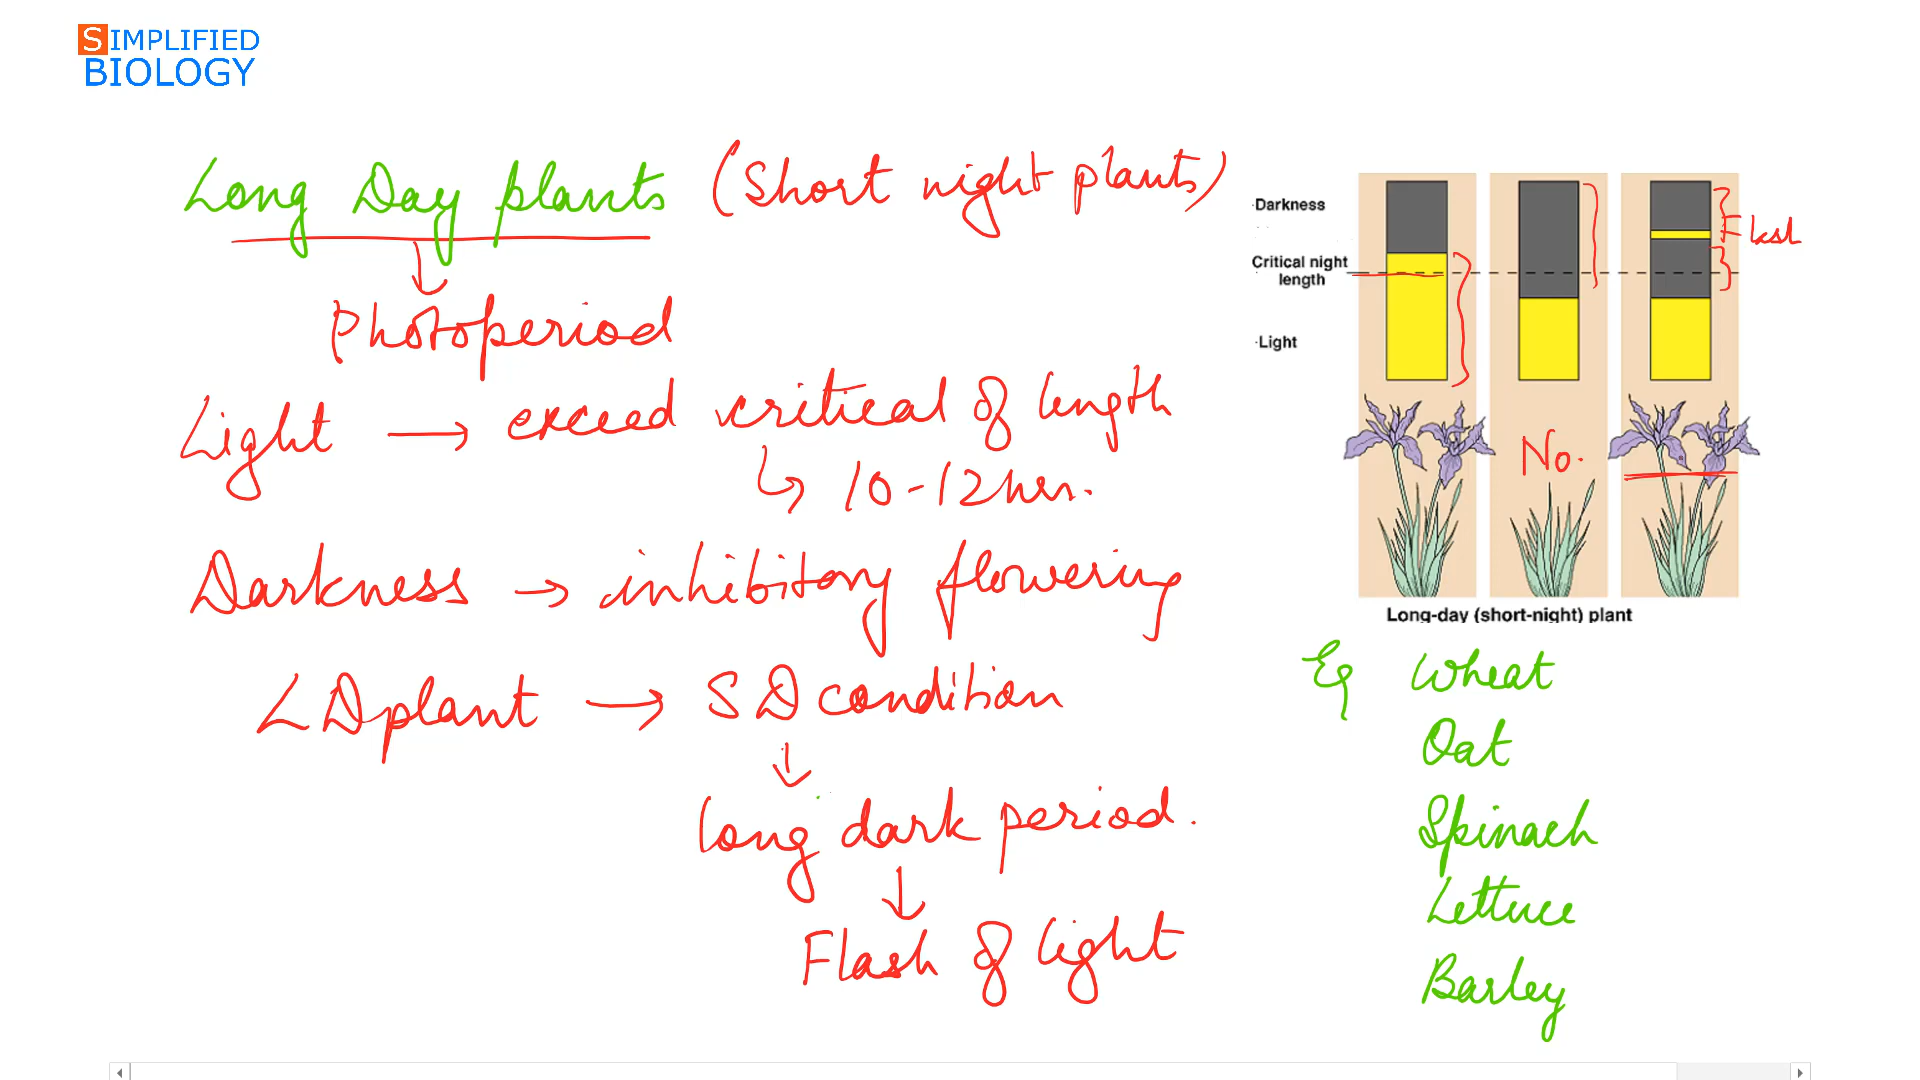 SIMPLIFIED
BIOLOGY
Long Day plants (Short night plants)
Photoperiod
Light → exceed critical of length
↳ 10-12 hrs.
Darkness → inhibitory flowering
LD plant → SD condition
↓
long dark period.
↓
Flash of light
Darkness
Critical night
length
Light
No.
Long-day (short-night) plant
Eg Wheat
Oat
Spinach
Lettuce
Barley